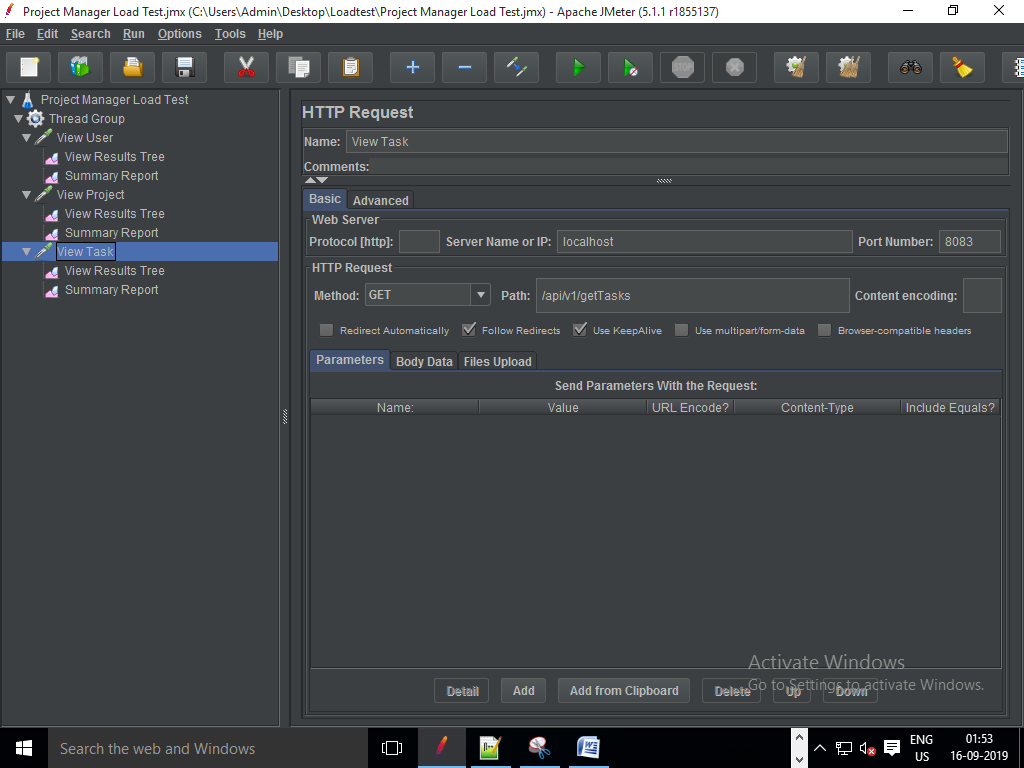 Project Manager Load Test.jmx (C:\Users\Admin\Desktop\Loadtest\Project Manager Load Test.jmx) - Apache JMeter (5.1.1 r1855137)
File Edit Search Run Options Tools Help
STOP
Project Manager Load Test
Thread Group
View User
View Results Tree
Summary Report
View Project
View Results Tree
Summary Report
View Task
View Results Tree
Summary Report
HTTP Request
Name: View Task
Comments:
Basic Advanced
Web Server
Protocol [http]: Server Name or IP: localhost Port Number: 8083
HTTP Request
Method: GET Path: /api/v1/getTasks Content encoding:
Redirect Automatically Follow Redirects Use KeepAlive Use multipart/form-data Browser-compatible headers
Parameters Body Data Files Upload
Send Parameters With the Request:
Name: Value URL Encode? Content-Type Include Equals?
Detail Add Add from Clipboard Delete Up Down
Activate Windows
Go to Settings to activate Windows.
Search the web and Windows
ENG
US
01:53
16-09-2019